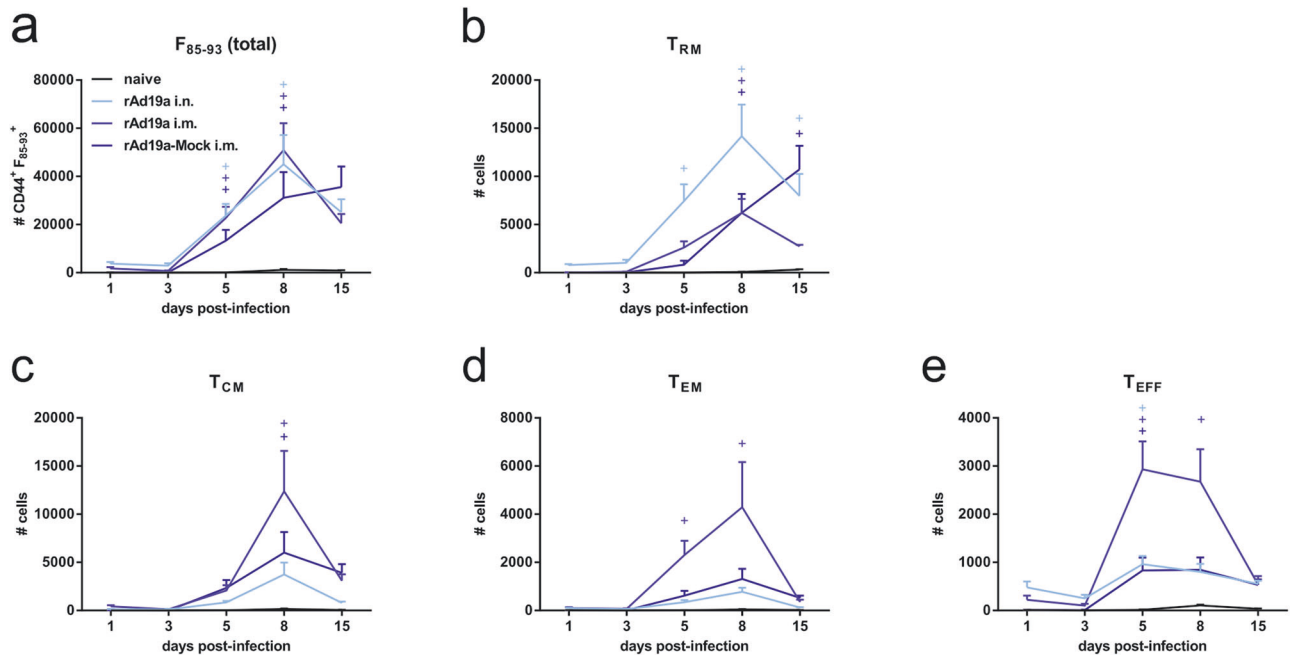 a
F85-93 (total)
80000
60000
40000
20000
0
# CD44+ F85-93+
naive
rAd19a i.n.
rAd19a i.m.
rAd19a-Mock i.m.
+
+
+
+
+
+
1 3 5 8 15
days post-infection
b
TRM
20000
15000
10000
5000
0
# cells
+
+
+
+
+
+
1 3 5 8 15
days post-infection
c
TCM
20000
15000
10000
5000
0
# cells
+
+
1 3 5 8 15
days post-infection
d
TEM
8000
6000
4000
2000
0
# cells
+
+
1 3 5 8 15
days post-infection
e
TEFF
4000
3000
2000
1000
0
# cells
+
+
+
+
1 3 5 8 15
days post-infection